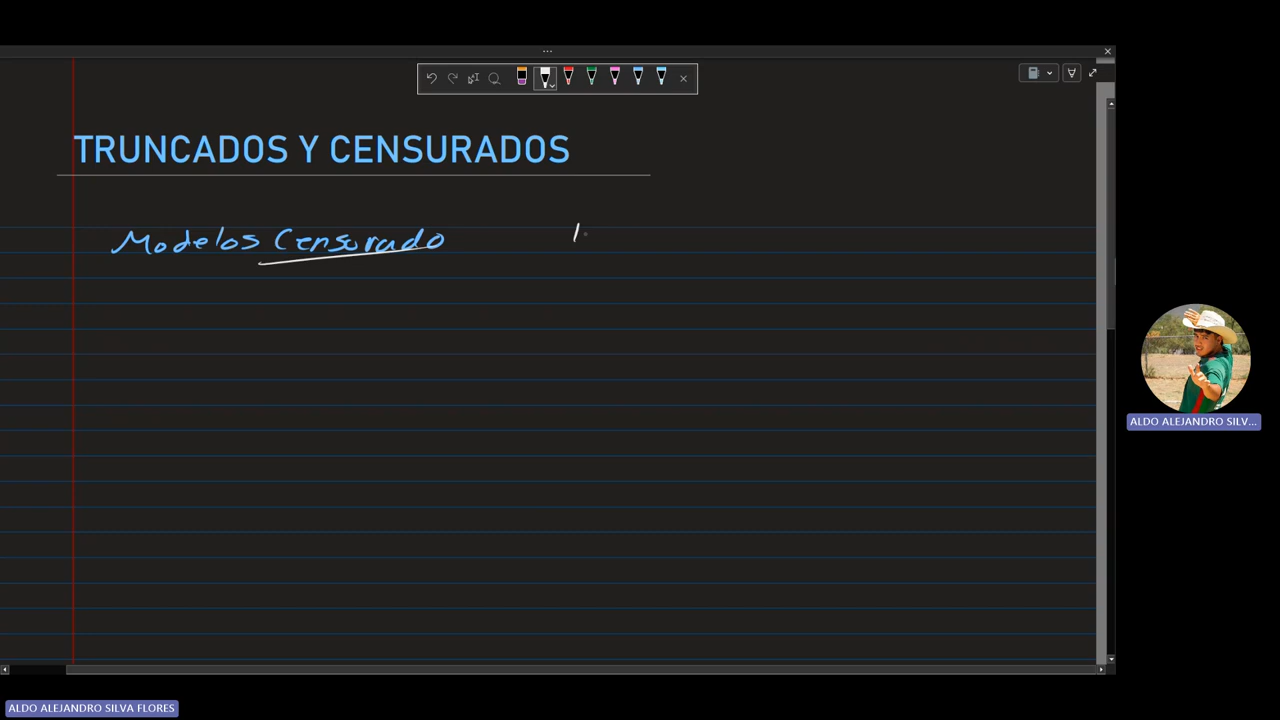 TRUNCADOS Y CENSURADOS
Modelos Censurado
ALDO ALEJANDRO SILV...
ALDO ALEJANDRO SILVA FLORES